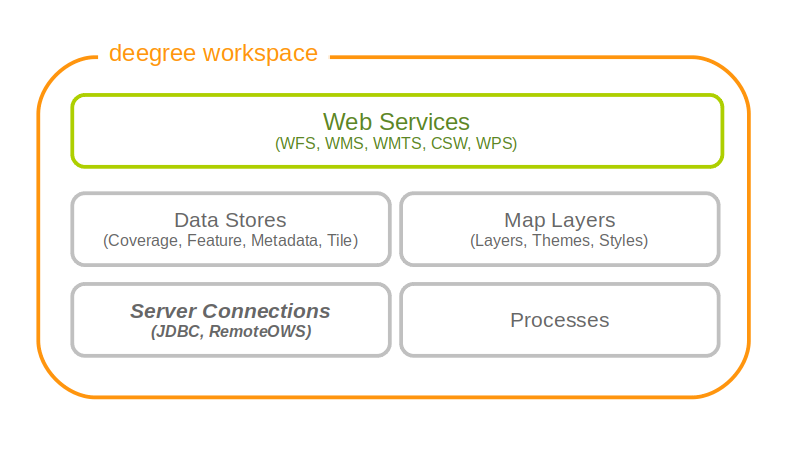 deegree workspace
Web Services
(WFS, WMS, WMTS, CSW, WPS)
Data Stores
(Coverage, Feature, Metadata, Tile)
Map Layers
(Layers, Themes, Styles)
Server Connections
(JDBC, RemoteOWS)
Processes